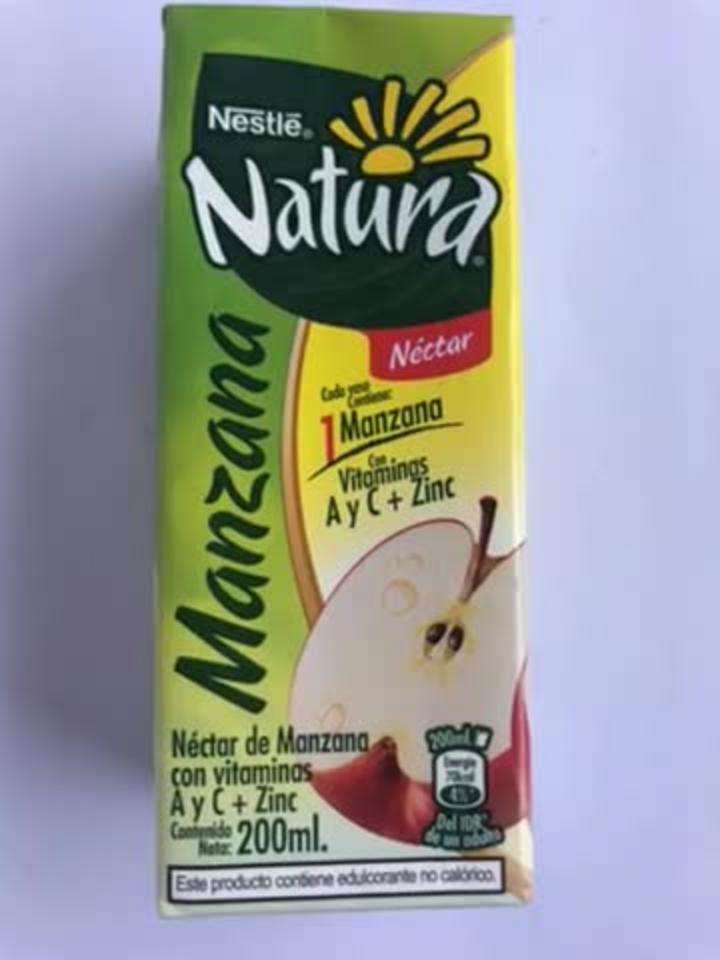 Nestlé®
Natura®
Néctar
Manzana
Cada vaso
Contiene:
1 Manzana
Con
Vitaminas
A y C + Zinc
Néctar de Manzana
con vitaminas
A y C + Zinc
Contenido
Neto: 200ml.
200ml.
Energía
70kcal
4%*
Del IDR*
de un adulto
Este producto contiene edulcorante no calórico.